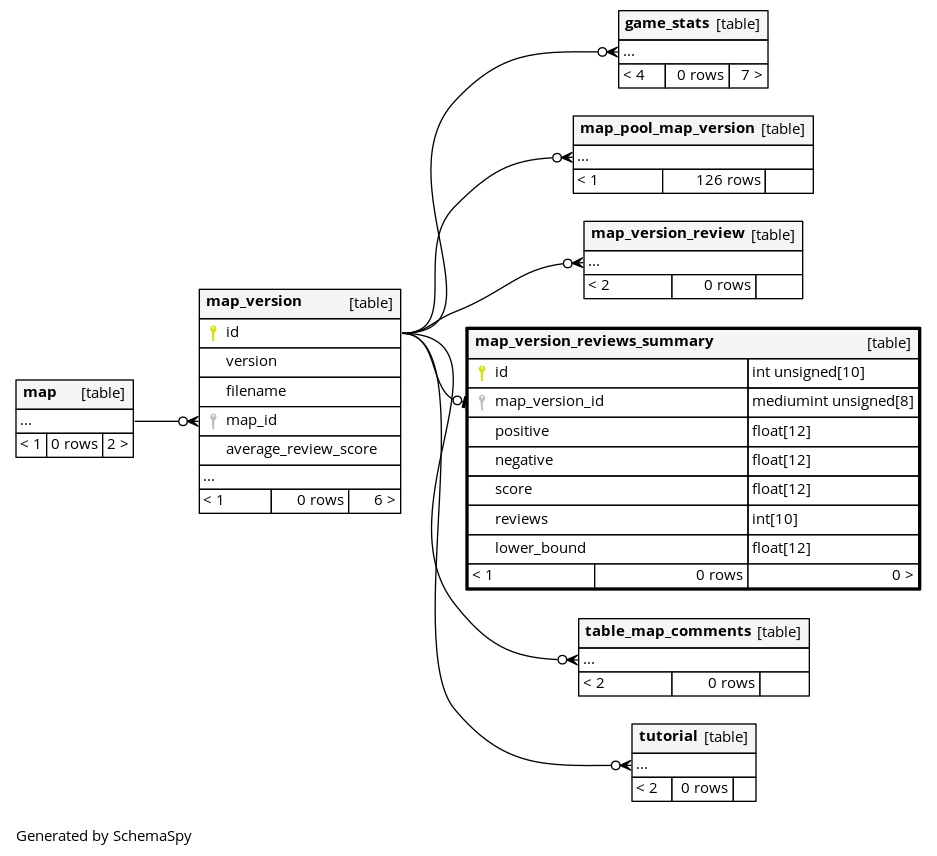 game_stats [table]
...
< 4 0 rows 7 >
map_pool_map_version [table]
...
< 1 126 rows
map_version_review [table]
...
< 2 0 rows
map_version [table]
id
version
filename
map_id
average_review_score
...
< 1 0 rows 6 >
map [table]
...
< 1 0 rows 2 >
map_version_reviews_summary [table]
id int unsigned[10]
map_version_id mediumint unsigned[8]
positive float[12]
negative float[12]
score float[12]
reviews int[10]
lower_bound float[12]
< 1 0 rows 0 >
table_map_comments [table]
...
< 2 0 rows
tutorial [table]
...
< 2 0 rows
Generated by SchemaSpy